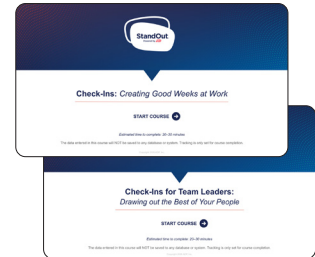 StandOut
Check-Ins: Creating Good Weeks at Work
START COURSE
Estimated time to complete: 20-30 minutes
The data entered in this course will NOT be saved to any database or system. Tracking is only set for course completion.
Check-Ins for Team Leaders:
Drawing out the Best of Your People
START COURSE
Estimated time to complete: 20-30 minutes
The data entered in this course will NOT be saved to any database or system. Tracking is only set for course completion.